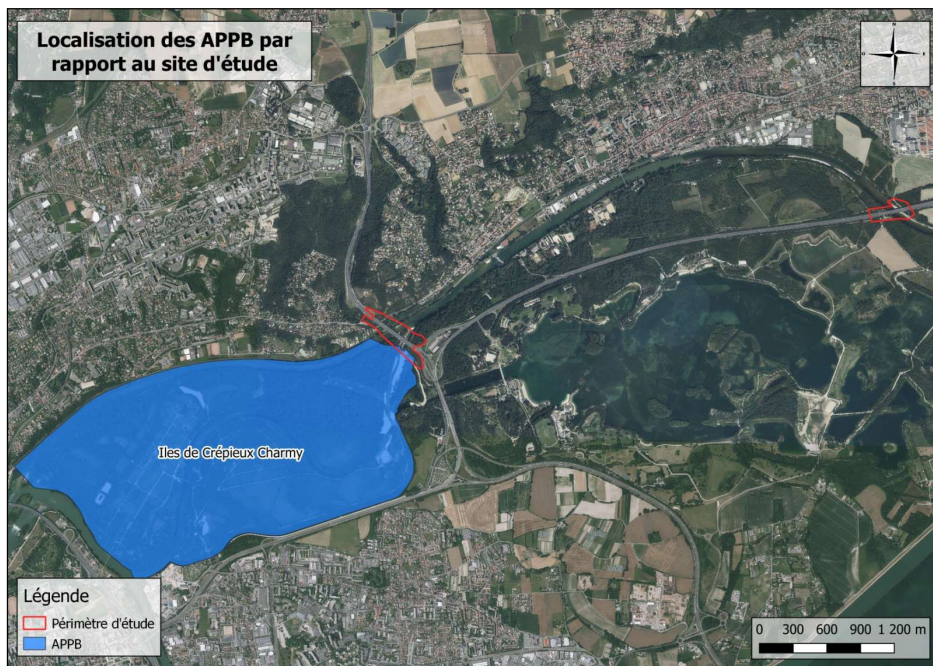 Localisation des APPB par
rapport au site d'étude
Iles de Crépieux Charmy
Légende
Périmètre d'étude
APPB
0 300 600 900 1 200 m